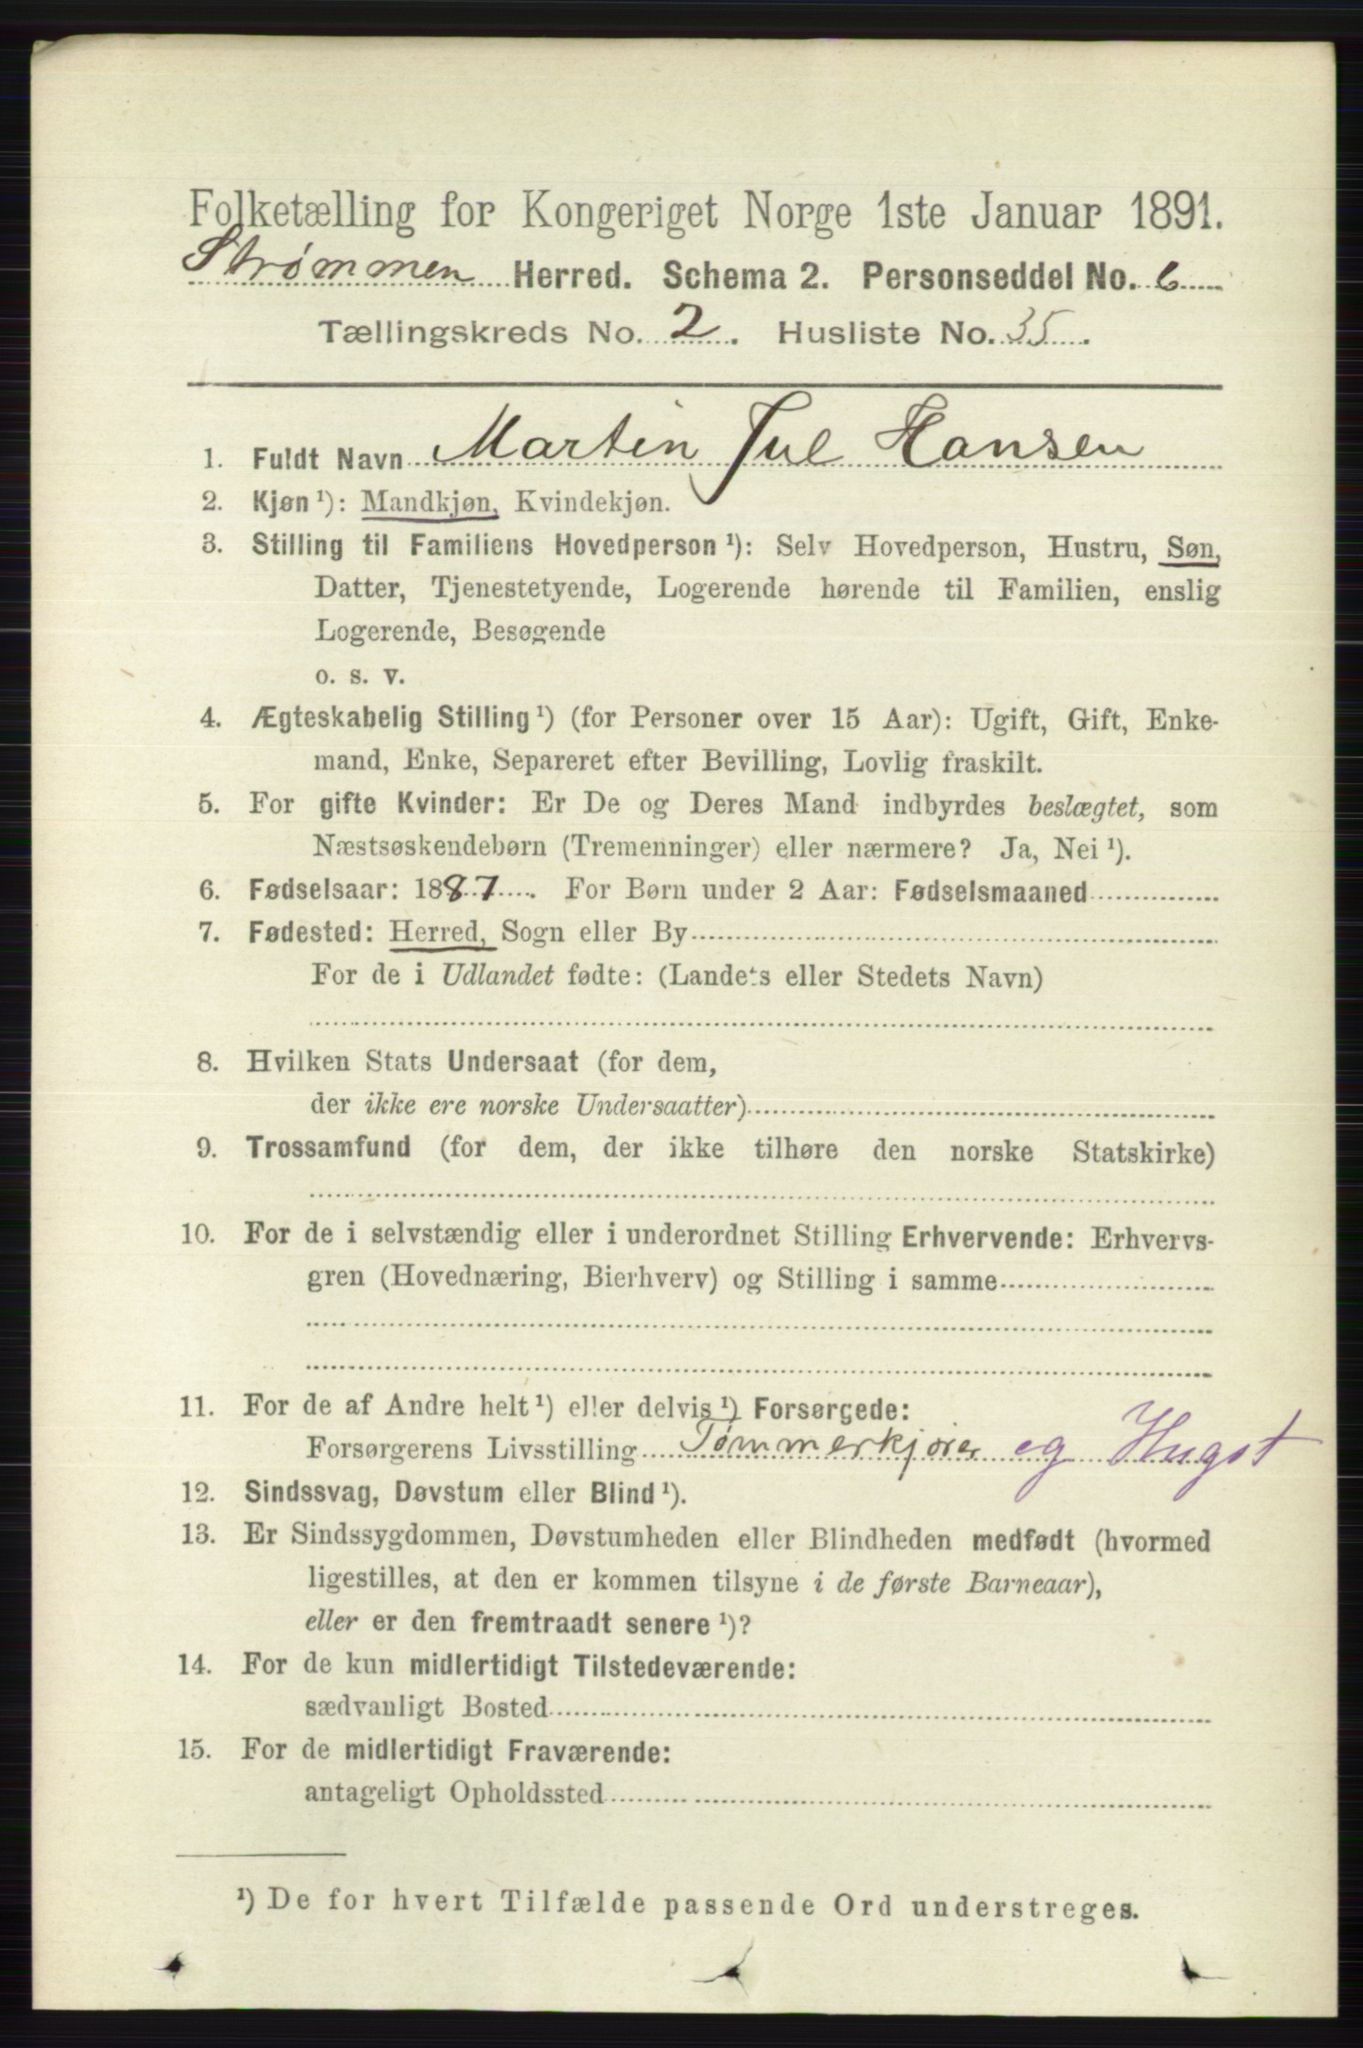 Folketælling for Kongeriget Norge 1ste Januar 1891.
Strømmen Herred. Schema 2. Personseddel No. 6
Tællingskreds No. 2. Husliste No. 35.
1. Fuldt Navn Martin Jul Hansen
2. Kjøn ¹): Mandkjøn, Kvindekjøn.
3. Stilling til Familiens Hovedperson ¹): Selv Hovedperson, Hustru, Søn,
Datter, Tjenestetyende, Logerende hørende til Familien, enslig
Logerende, Besøgende
o. s. v.
4. Ægteskabelig Stilling ¹) (for Personer over 15 Aar): Ugift, Gift, Enke-
mand, Enke, Separeret efter Bevilling, Lovlig fraskilt.
5. For gifte Kvinder: Er De og Deres Mand indbyrdes beslægtet, som
Næstsøskendebørn (Tremenninger) eller nærmere? Ja, Nei ¹).
6. Fødselsaar: 1887. For Børn under 2 Aar: Fødselsmaaned
7. Fødested: Herred, Sogn eller By
For de i Udlandet fødte: (Landets eller Stedets Navn)
8. Hvilken Stats Undersaat (for dem,
der ikke ere norske Undersaatter)
9. Trossamfund (for dem, der ikke tilhøre den norske Statskirke)
10. For de i selvstændig eller i underordnet Stilling Erhvervende: Erhvervs-
gren (Hovednæring, Bierhverv) og Stilling i samme
11. For de af Andre helt ¹) eller delvis ¹) Forsørgede:
Forsørgerens Livsstilling Tømmerkjører og Hugst
12. Sindssvag, Døvstum eller Blind ¹).
13. Er Sindssygdommen, Døvstumheden eller Blindheden medfødt (hvormed
ligestilles, at den er kommen tilsyne i de første Barneaar),
eller er den fremtraadt senere ¹)?
14. For de kun midlertidigt Tilstedeværende:
sædvanligt Bosted
15. For de midlertidigt Fraværende:
antageligt Opholdssted
¹) De for hvert Tilfælde passende Ord understreges.